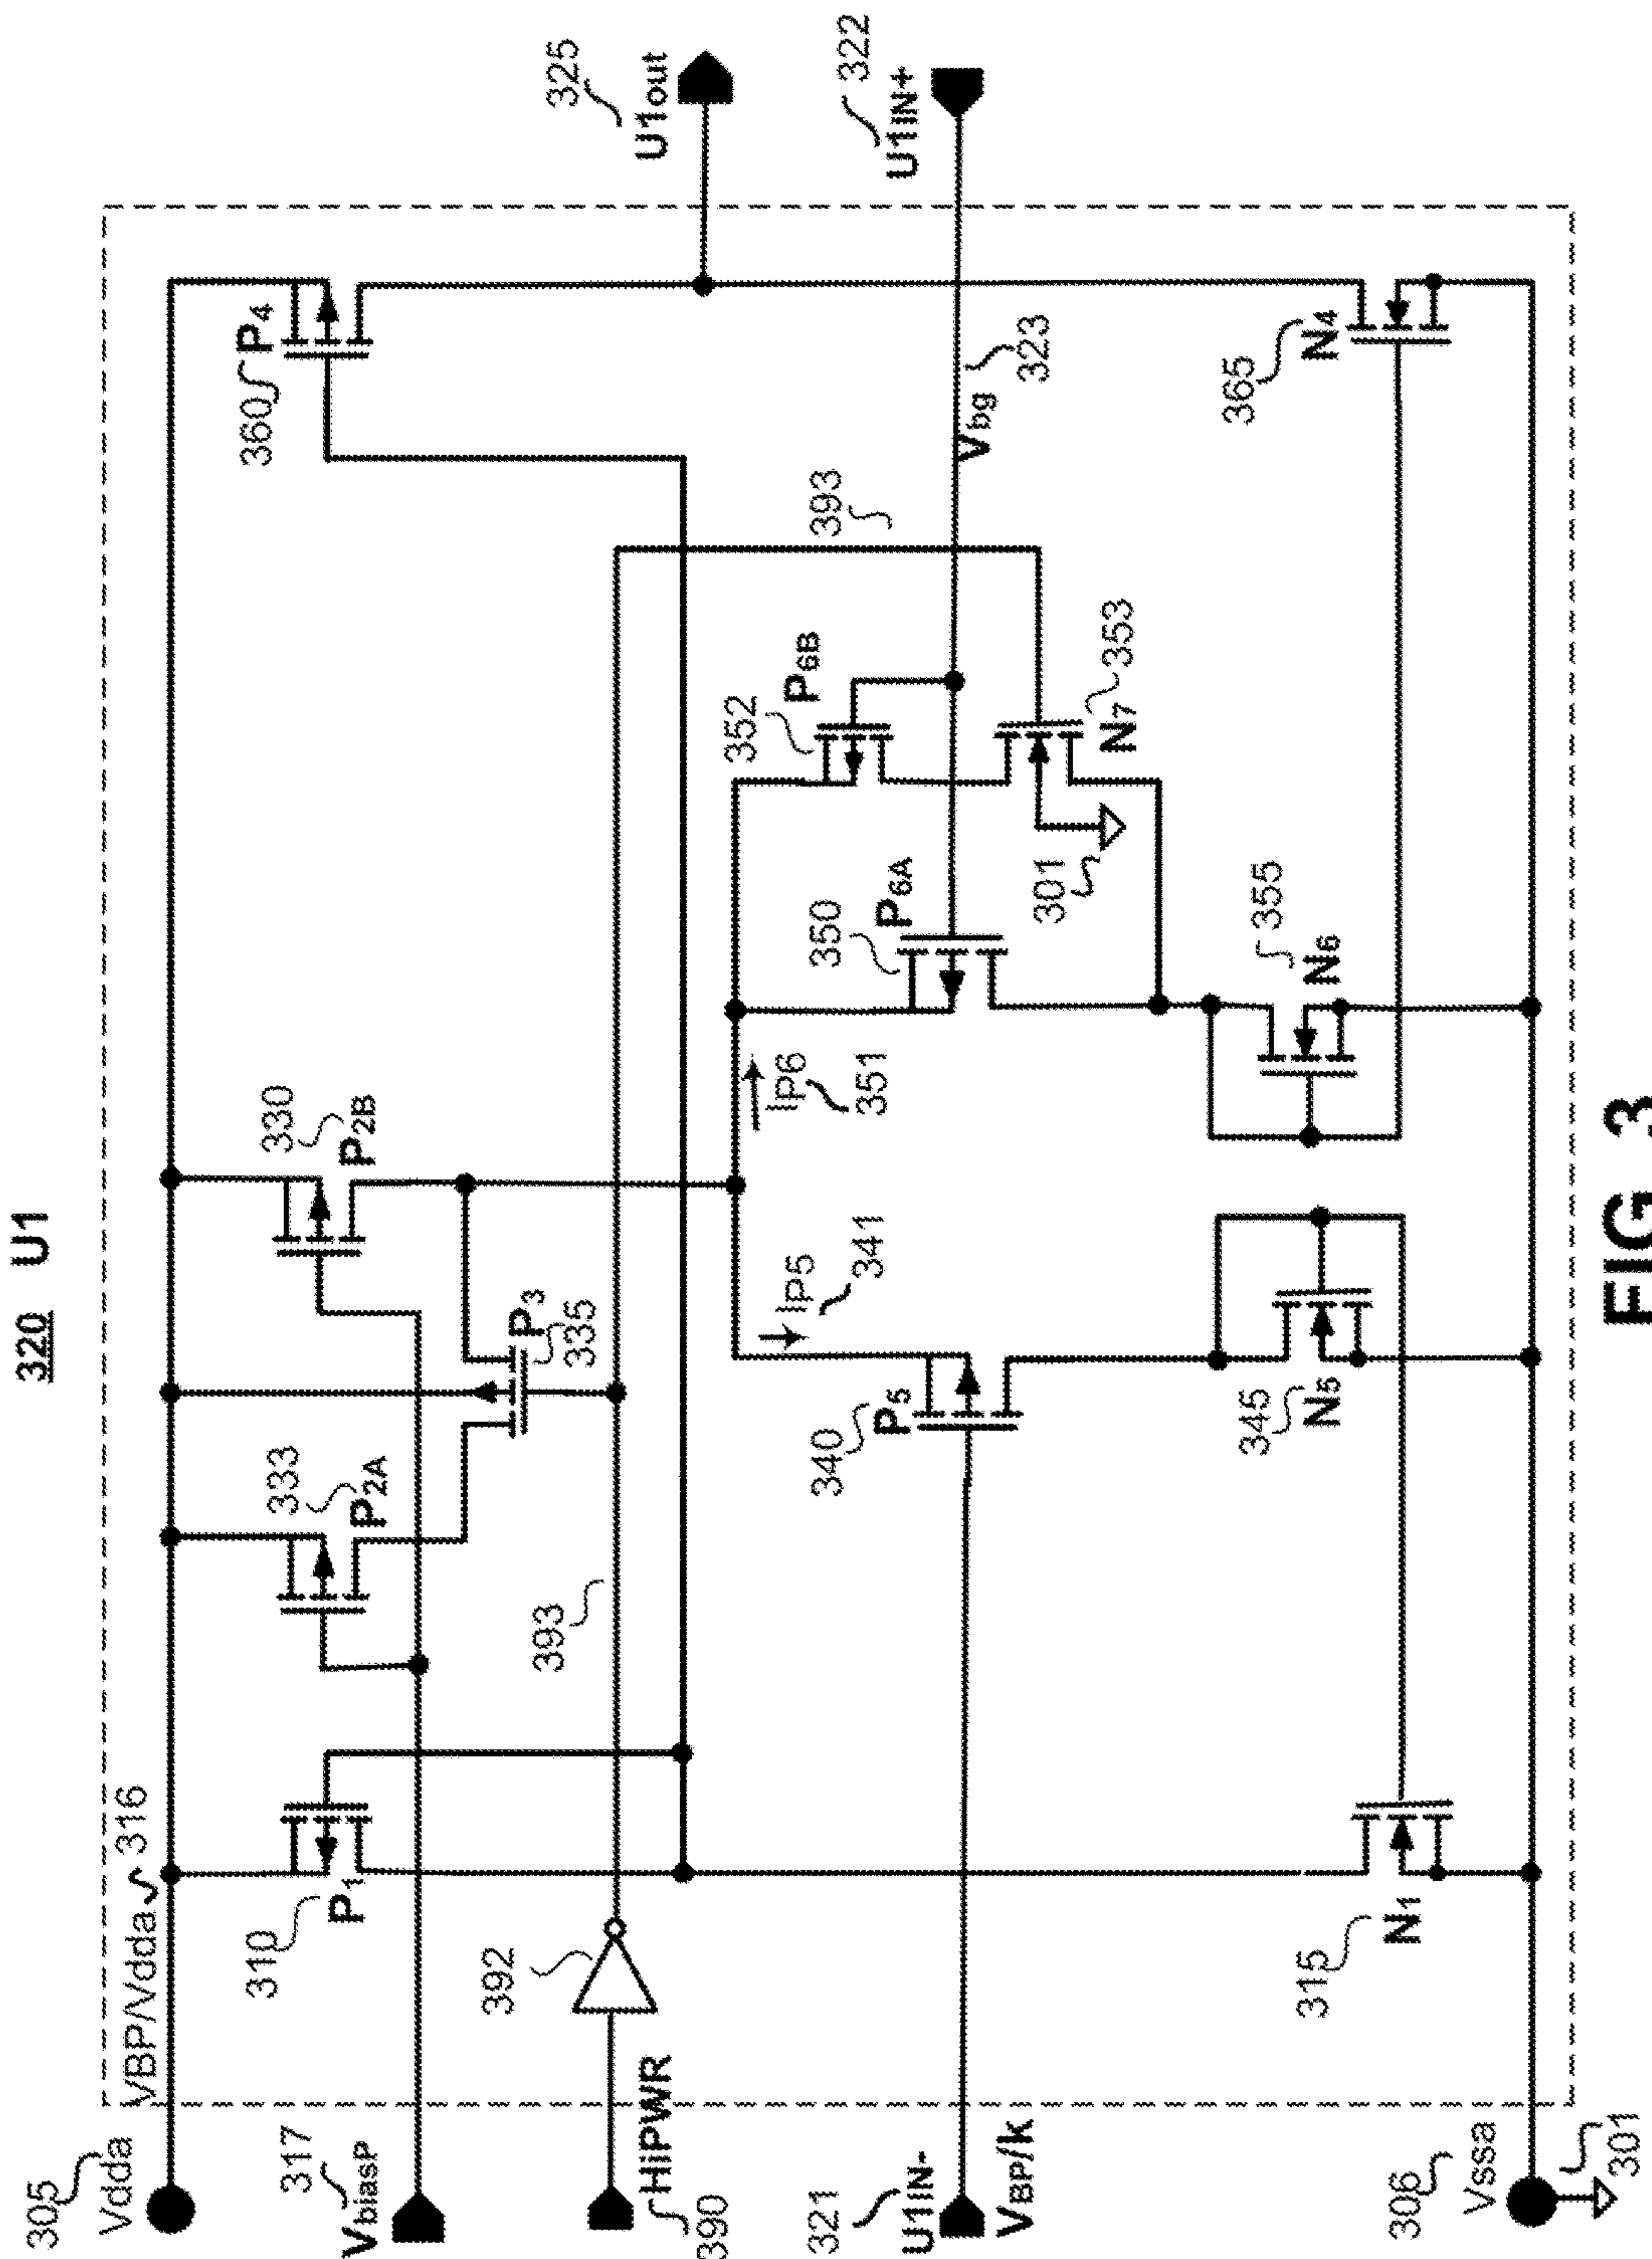 320 U1
305
Vdda
VBP/Vdda 316
317
VbiasP
390
HiPWR
392
393
321
U1IN-
VBP/k
306
Vssa
301
310
P1
315
N1
333
P2A
330
P2B
P3
335
340
P5
IP5
341
345
N5
IP6
351
350
P6A
352
P6B
301
N7
353
355
N6
393
Vbg
323
360
P4
365
N4
325
U1out
322
U1IN+
FIG. 3